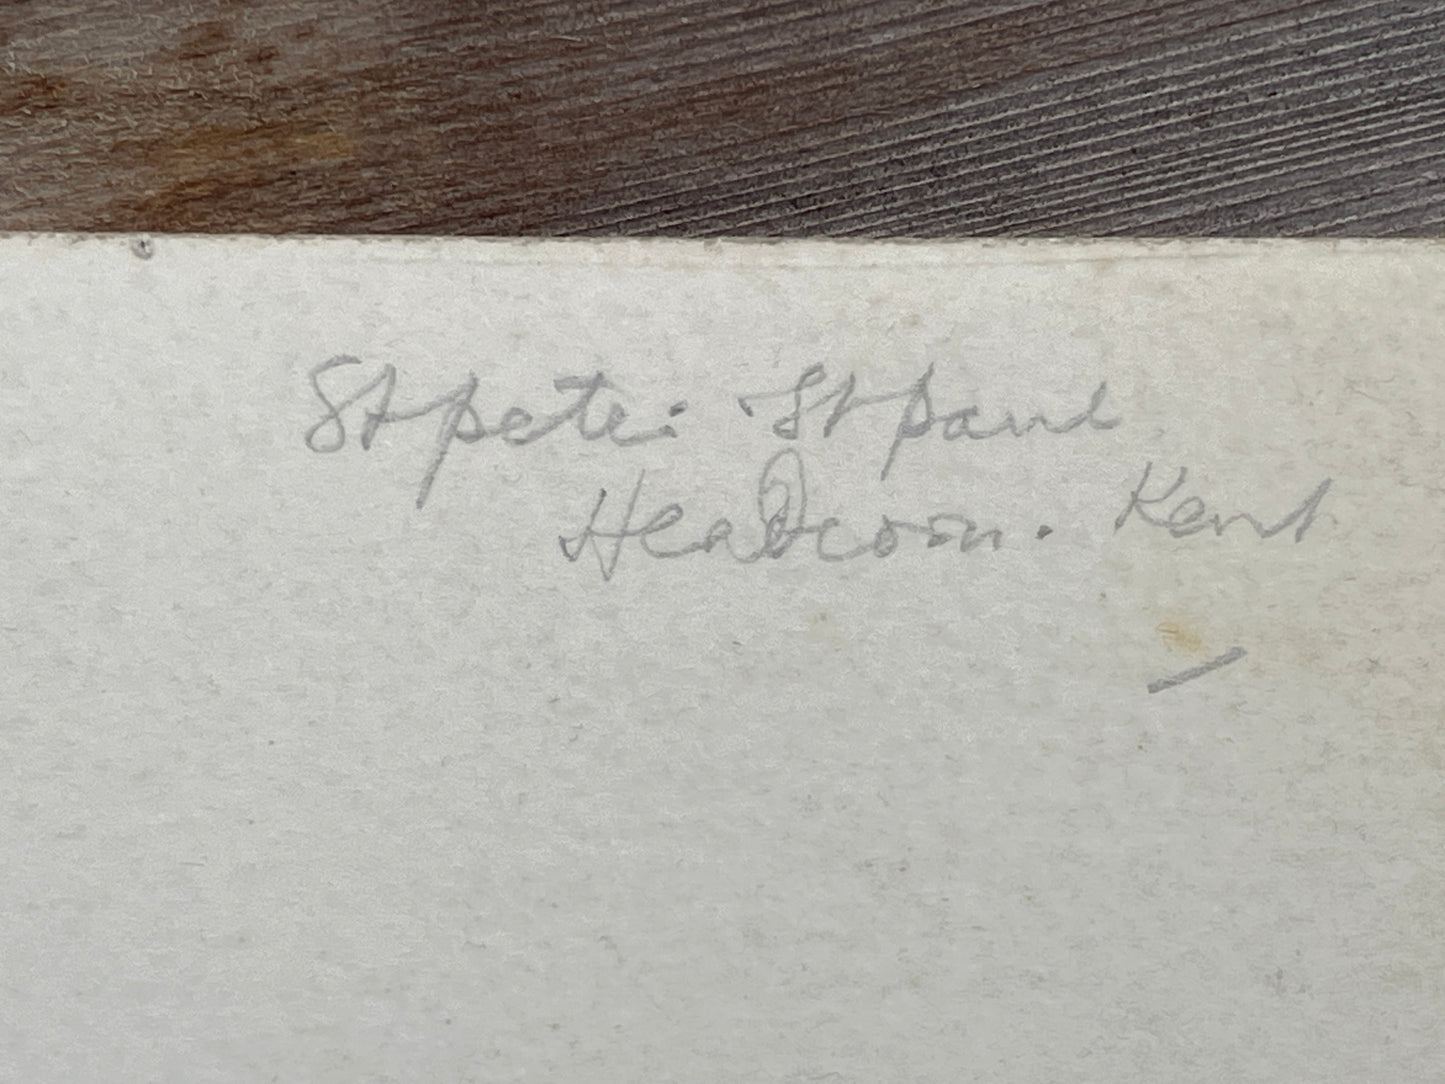 St Peter. St Paul
Headcorn. Kent